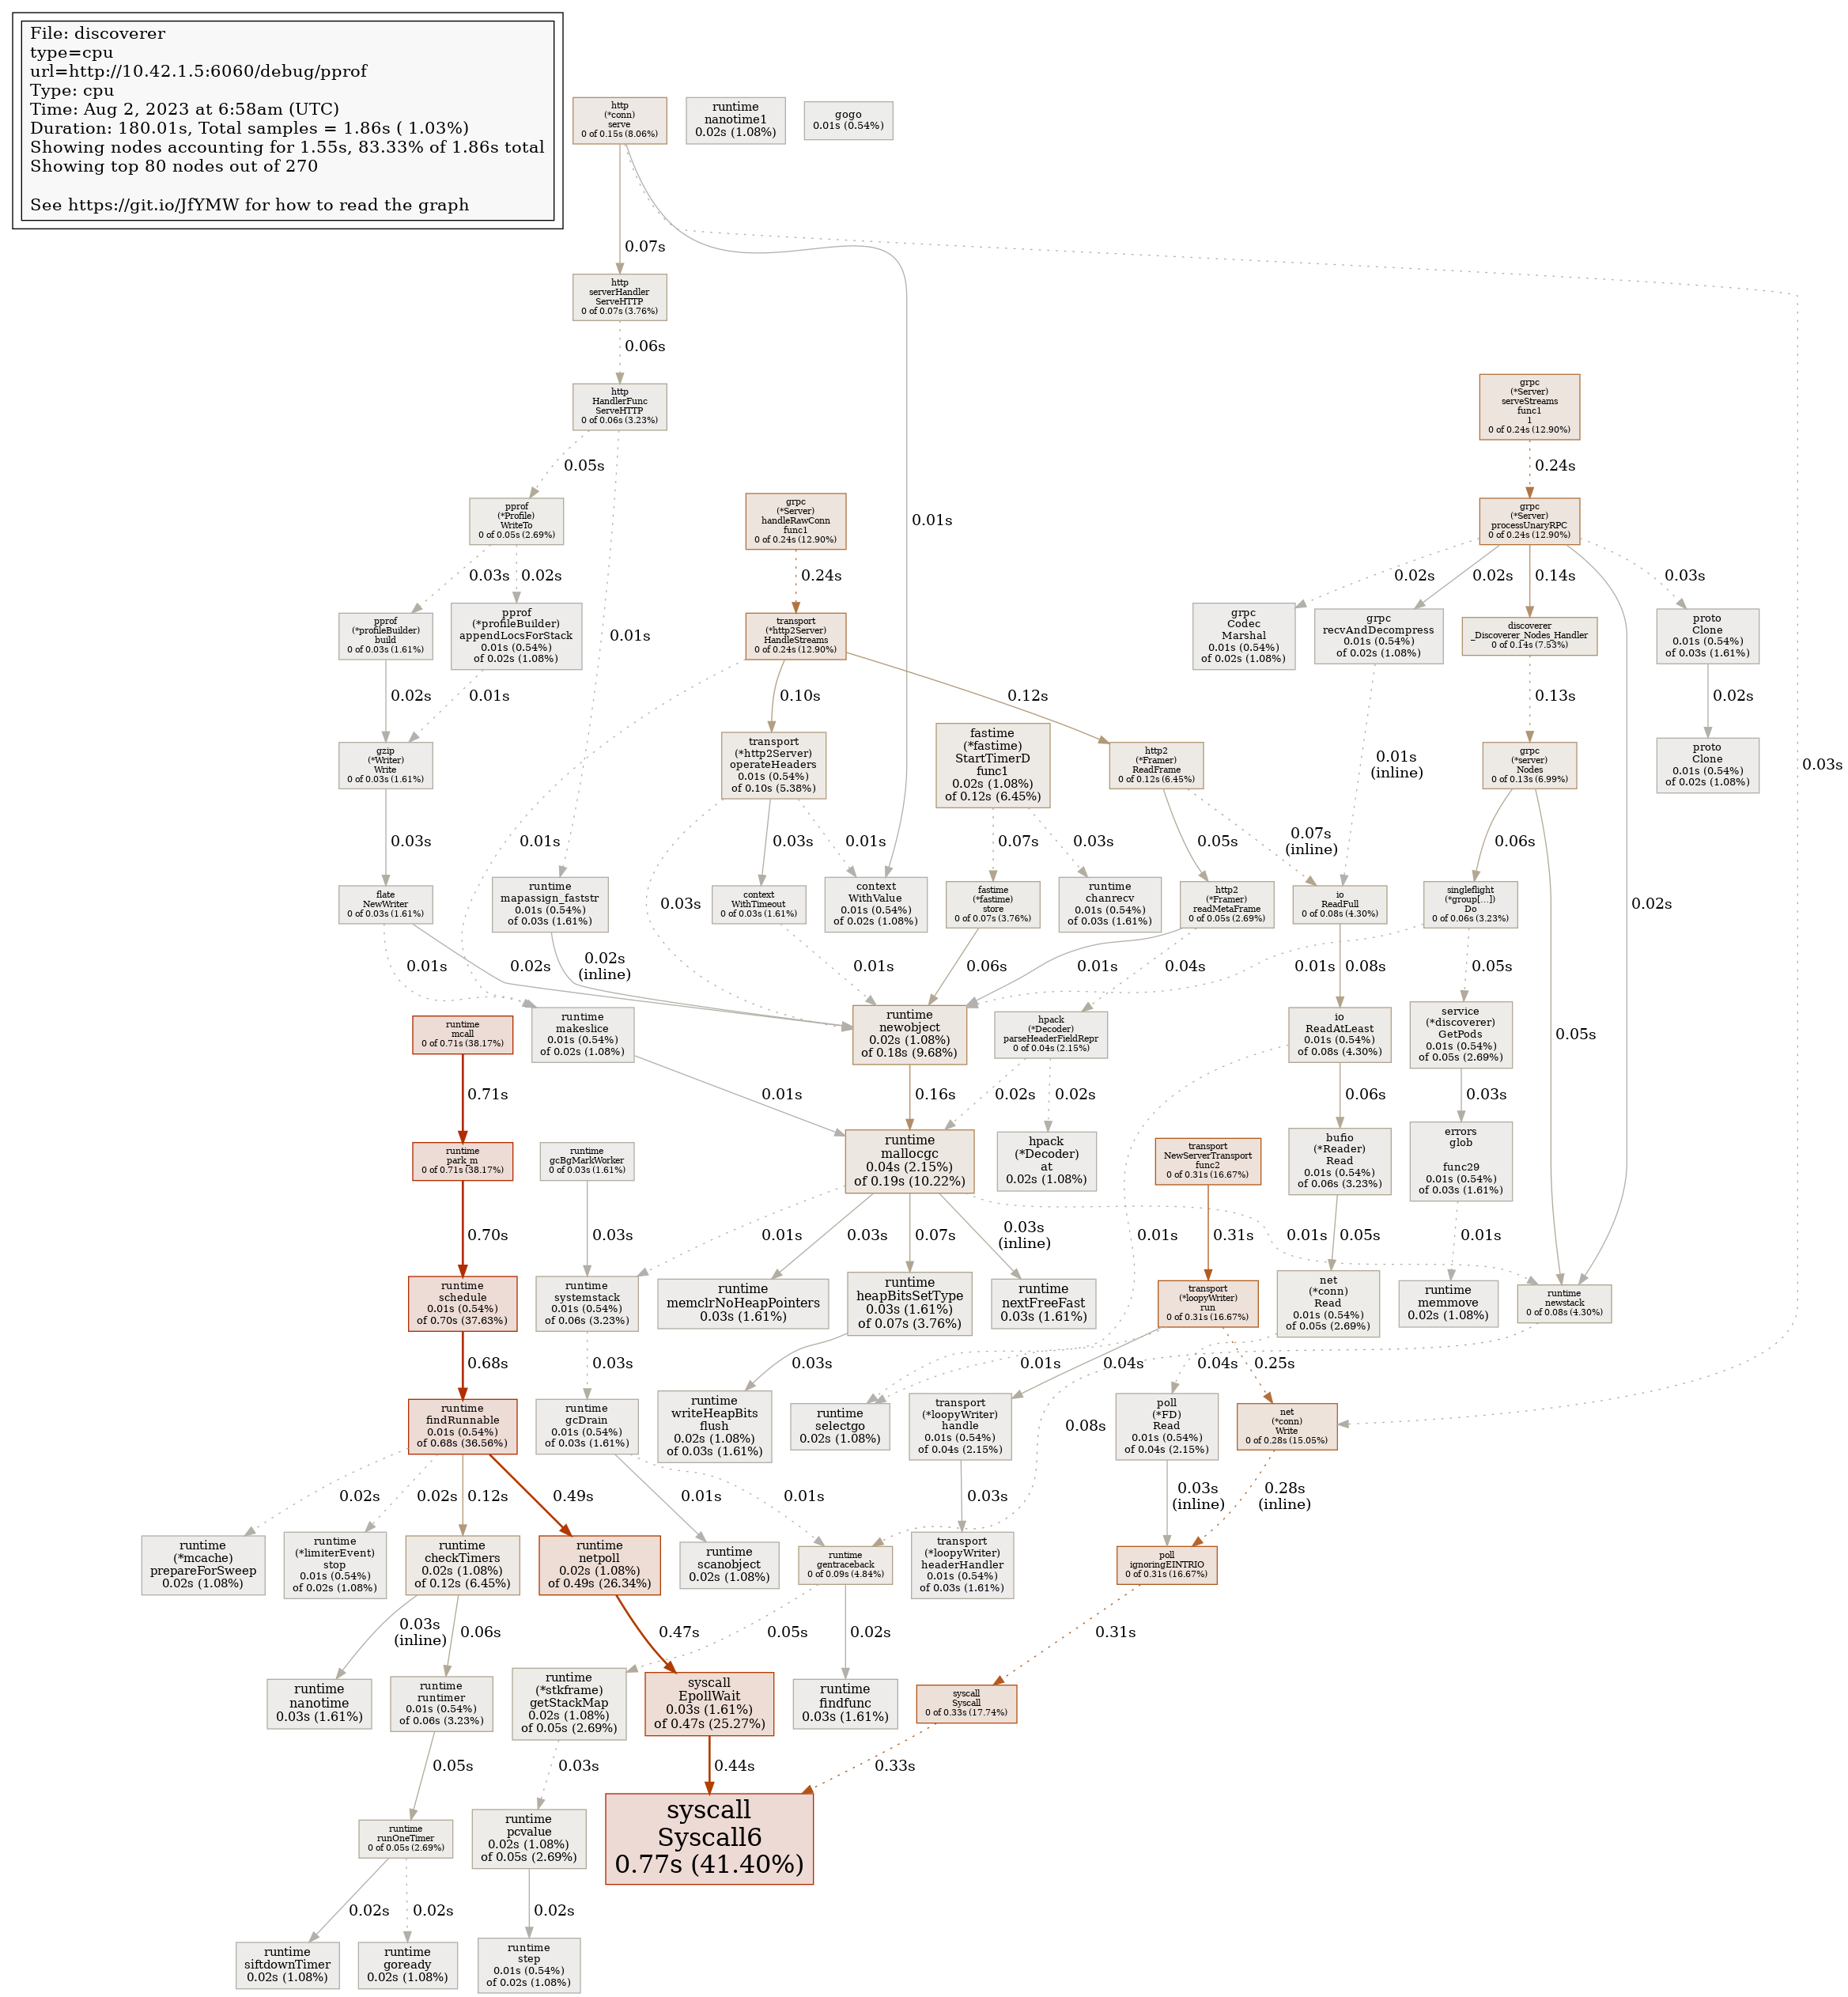 File: discoverer
type=cpu
url=http://10.42.1.5:6060/debug/pprof
Type: cpu
Time: Aug 2, 2023 at 6:58am (UTC)
Duration: 180.01s, Total samples = 1.86s ( 1.03%)
Showing nodes accounting for 1.55s, 83.33% of 1.86s total
Showing top 80 nodes out of 270
See https://git.io/JfYMW for how to read the graph
http
(*conn)
serve
0 of 0.15s (8.06%)
runtime
nanotime1
0.02s (1.08%)
gogo
0.01s (0.54%)
0.07s
http
serverHandler
ServeHTTP
0 of 0.07s (3.76%)
0.06s
http
HandlerFunc
ServeHTTP
0 of 0.06s (3.23%)
grpc
(*Server)
serveStreams
func1
1
0 of 0.24s (12.90%)
0.05s
0.24s
pprof
(*Profile)
WriteTo
0 of 0.05s (2.69%)
grpc
(*Server)
handleRawConn
func1
0 of 0.24s (12.90%)
0.01s
grpc
(*Server)
processUnaryRPC
0 of 0.24s (12.90%)
0.03s
0.02s
0.24s
0.02s
0.02s
0.14s
0.03s
pprof
(*profileBuilder)
build
0 of 0.03s (1.61%)
pprof
(*profileBuilder)
appendLocsForStack
0.01s (0.54%)
of 0.02s (1.08%)
0.01s
transport
(*http2Server)
HandleStreams
0 of 0.24s (12.90%)
grpc
Codec
Marshal
0.01s (0.54%)
of 0.02s (1.08%)
grpc
recvAndDecompress
0.01s (0.54%)
of 0.02s (1.08%)
discoverer
_Discoverer_Nodes_Handler
0 of 0.14s (7.53%)
proto
Clone
0.01s (0.54%)
of 0.03s (1.61%)
0.02s
0.01s
0.10s
0.12s
0.13s
0.02s
gzip
(*Writer)
Write
0 of 0.03s (1.61%)
transport
(*http2Server)
operateHeaders
0.01s (0.54%)
of 0.10s (5.38%)
fastime
(*fastime)
StartTimerD
func1
0.02s (1.08%)
of 0.12s (6.45%)
http2
(*Framer)
ReadFrame
0 of 0.12s (6.45%)
0.01s
(inline)
grpc
(*server)
Nodes
0 of 0.13s (6.99%)
proto
Clone
0.01s (0.54%)
of 0.02s (1.08%)
0.03s
0.03s
0.01s
0.03s
0.01s
0.07s
0.03s
0.05s
0.07s
(inline)
0.06s
flate
NewWriter
0 of 0.03s (1.61%)
runtime
mapassign_faststr
0.01s (0.54%)
of 0.03s (1.61%)
0.03s
context
WithTimeout
0 of 0.03s (1.61%)
context
WithValue
0.01s (0.54%)
of 0.02s (1.08%)
fastime
(*fastime)
store
0 of 0.07s (3.76%)
runtime
chanrecv
0.01s (0.54%)
of 0.03s (1.61%)
http2
(*Framer)
readMetaFrame
0 of 0.05s (2.69%)
io
ReadFull
0 of 0.08s (4.30%)
singleflight
(*group[...])
Do
0 of 0.06s (3.23%)
0.02s
0.01s
0.02s
0.02s
(inline)
0.01s
0.06s
0.01s
0.04s
0.01s
0.08s
0.05s
runtime
mcall
0 of 0.71s (38.17%)
runtime
makeslice
0.01s (0.54%)
of 0.02s (1.08%)
runtime
newobject
0.02s (1.08%)
of 0.18s (9.68%)
hpack
(*Decoder)
parseHeaderFieldRepr
0 of 0.04s (2.15%)
io
ReadAtLeast
0.01s (0.54%)
of 0.08s (4.30%)
service
(*discoverer)
GetPods
0.01s (0.54%)
of 0.05s (2.69%)
0.05s
0.71s
0.01s
0.16s
0.02s
0.02s
0.06s
0.03s
runtime
park_m
0 of 0.71s (38.17%)
runtime
gcBgMarkWorker
0 of 0.03s (1.61%)
runtime
mallocgc
0.04s (2.15%)
of 0.19s (10.22%)
hpack
(*Decoder)
at
0.02s (1.08%)
transport
NewServerTransport
func2
0 of 0.31s (16.67%)
bufio
(*Reader)
Read
0.01s (0.54%)
of 0.06s (3.23%)
errors
glob
func29
0.01s (0.54%)
of 0.03s (1.61%)
0.70s
0.03s
0.01s
0.03s
0.07s
0.03s
(inline)
0.01s
0.31s
0.01s
0.05s
0.01s
runtime
schedule
0.01s (0.54%)
of 0.70s (37.63%)
runtime
systemstack
0.01s (0.54%)
of 0.06s (3.23%)
runtime
memclrNoHeapPointers
0.03s (1.61%)
runtime
heapBitsSetType
0.03s (1.61%)
of 0.07s (3.76%)
runtime
nextFreeFast
0.03s (1.61%)
transport
(*loopyWriter)
run
0 of 0.31s (16.67%)
net
(*conn)
Read
0.01s (0.54%)
of 0.05s (2.69%)
runtime
memmove
0.02s (1.08%)
runtime
newstack
0 of 0.08s (4.30%)
0.68s
0.03s
0.03s
0.01s
0.04s
0.04s
0.25s
runtime
findRunnable
0.01s (0.54%)
of 0.68s (36.56%)
runtime
gcDrain
0.01s (0.54%)
of 0.03s (1.61%)
runtime
writeHeapBits
flush
0.02s (1.08%)
of 0.03s (1.61%)
runtime
selectgo
0.02s (1.08%)
transport
(*loopyWriter)
handle
0.01s (0.54%)
of 0.04s (2.15%)
0.08s
poll
(*FD)
Read
0.01s (0.54%)
of 0.04s (2.15%)
net
(*conn)
Write
0 of 0.28s (15.05%)
0.02s
0.02s
0.12s
0.49s
0.01s
0.01s
0.03s
0.03s
(inline)
0.28s
(inline)
runtime
(*mcache)
prepareForSweep
0.02s (1.08%)
runtime
(*limiterEvent)
stop
0.01s (0.54%)
of 0.02s (1.08%)
runtime
checkTimers
0.02s (1.08%)
of 0.12s (6.45%)
runtime
netpoll
0.02s (1.08%)
of 0.49s (26.34%)
runtime
scanobject
0.02s (1.08%)
runtime
gentraceback
0 of 0.09s (4.84%)
transport
(*loopyWriter)
headerHandler
0.01s (0.54%)
of 0.03s (1.61%)
poll
ignoringEINTRIO
0 of 0.31s (16.67%)
0.03s
(inline)
0.06s
0.47s
0.05s
0.02s
0.31s
runtime
nanotime
0.03s (1.61%)
runtime
runtimer
0.01s (0.54%)
of 0.06s (3.23%)
runtime
(*stkframe)
getStackMap
0.02s (1.08%)
of 0.05s (2.69%)
syscall
EpollWait
0.03s (1.61%)
of 0.47s (25.27%)
runtime
findfunc
0.03s (1.61%)
syscall
Syscall
0 of 0.33s (17.74%)
0.05s
0.03s
0.44s
0.33s
runtime
runOneTimer
0 of 0.05s (2.69%)
runtime
pcvalue
0.02s (1.08%)
of 0.05s (2.69%)
syscall
Syscall6
0.77s (41.40%)
0.02s
0.02s
0.02s
runtime
siftdownTimer
0.02s (1.08%)
runtime
goready
0.02s (1.08%)
runtime
step
0.01s (0.54%)
of 0.02s (1.08%)